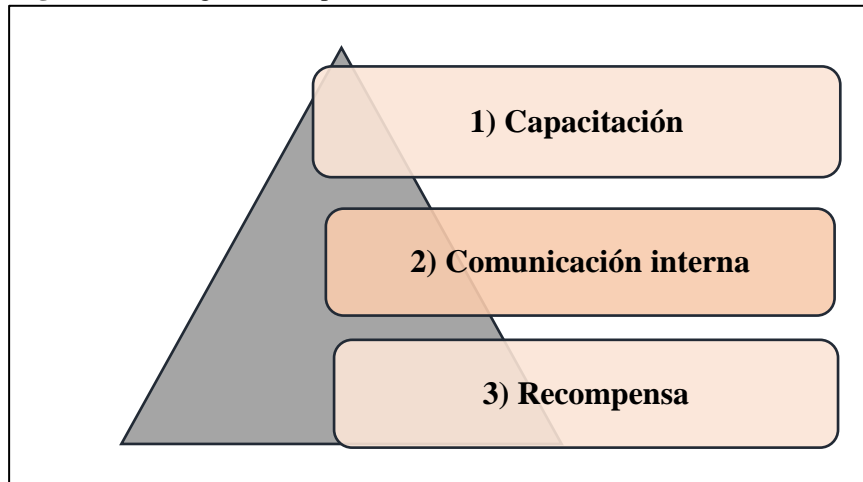 1) Capacitación
2) Comunicación interna
3) Recompensa